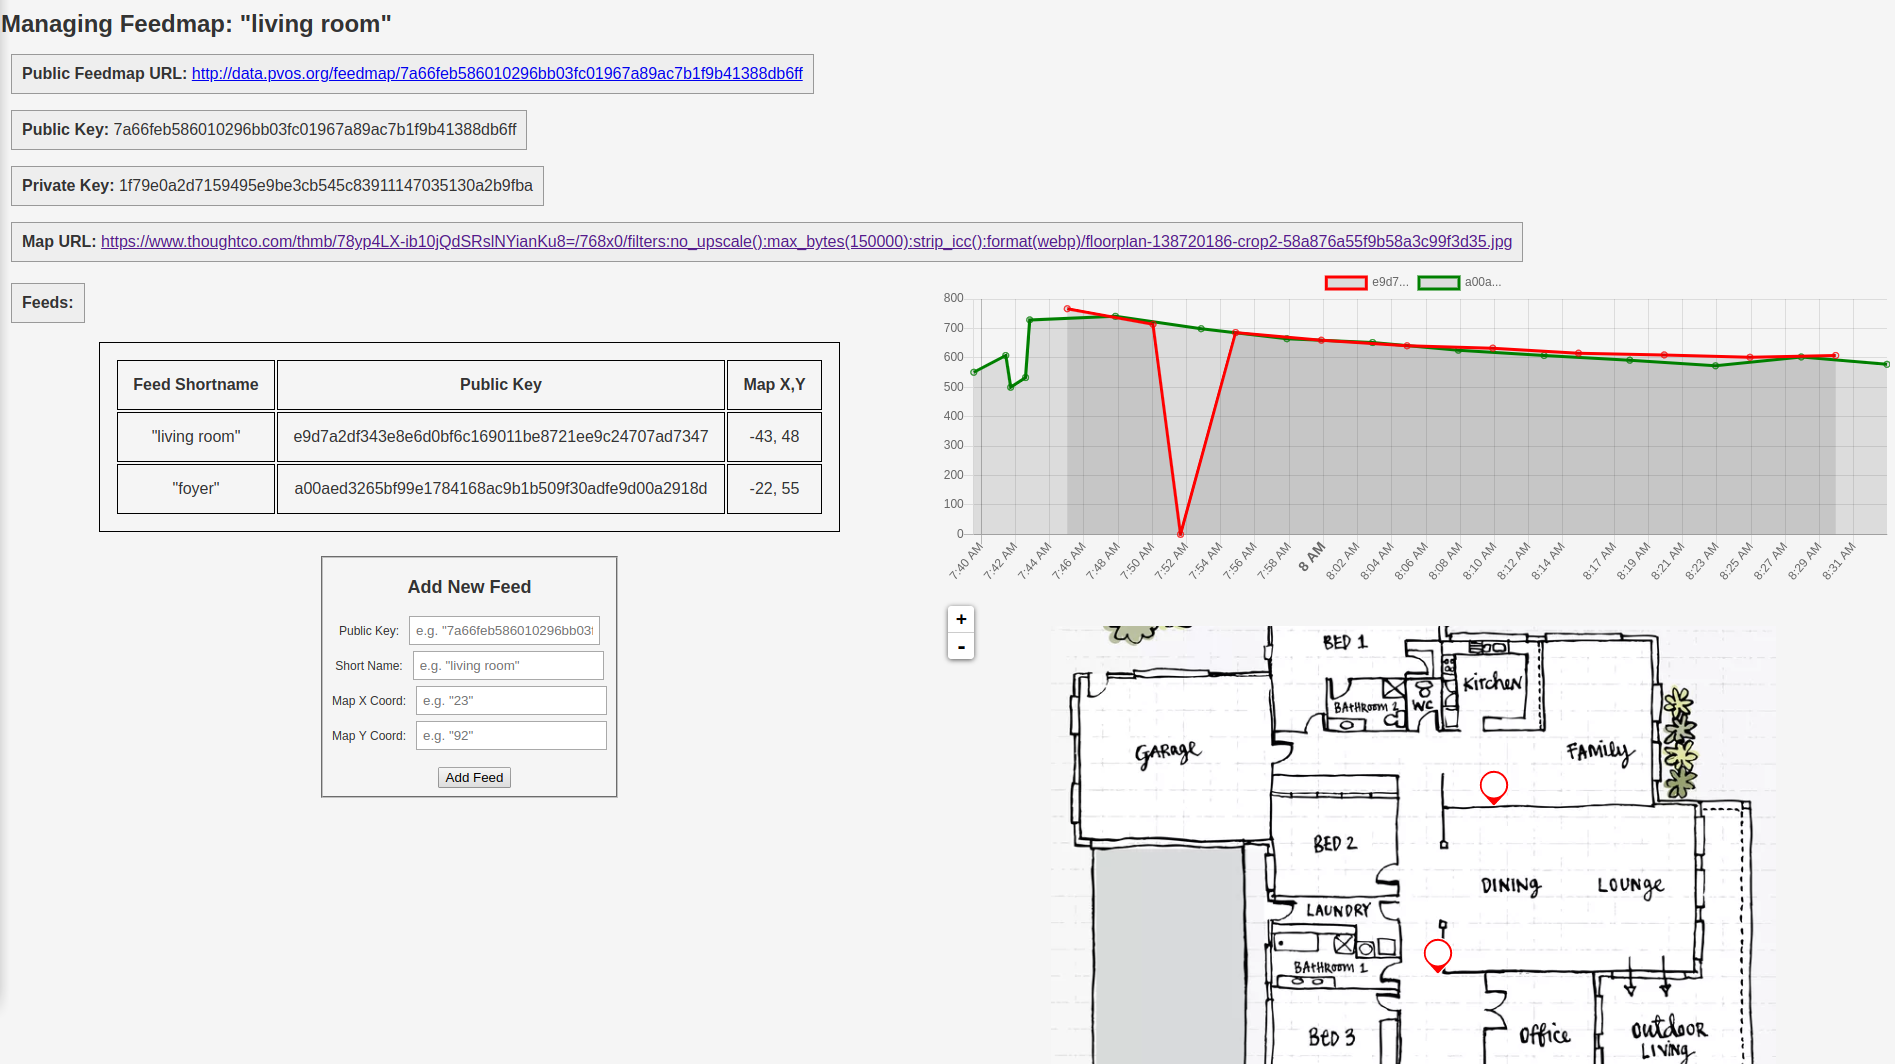 Managing Feedmap: "living room"
Public Feedmap URL: http://data.pvos.org/feedmap/7a66feb586010296bb03fc01967a89ac7b1f9b41388db6ff
Public Key: 7a66feb586010296bb03fc01967a89ac7b1f9b41388db6ff
Private Key: 1f79e0a2d7159495e9be3cb545c83911147035130a2b9fba
Map URL: https://www.thoughtco.com/thmb/78yp4LX-ib10jQdSRslNYianKu8=/768x0/filters:no_upscale():max_bytes(150000):strip_icc():format(webp)/floorplan-138720186-crop2-58a876a55f9b58a3c99f3d35.jpg
Feeds:
Feed Shortname Public Key Map X,Y
"living room" e9d7a2df343e8e6d0bf6c169011be8721ee9c24707ad7347 -43, 48
"foyer" a00aed3265bf99e1784168ac9b1b509f30adfe9d00a2918d -22, 55
Add New Feed
Public Key: e.g. "7a66feb586010296bb03f
Short Name: e.g. "living room"
Map X Coord: e.g. "23"
Map Y Coord: e.g. "92"
Add Feed
e9d7... a00a...
800
700
600
500
400
300
200
100
0
7:40 AM 7:42 AM 7:44 AM 7:46 AM 7:48 AM 7:50 AM 7:52 AM 7:54 AM 7:56 AM 7:58 AM 8 AM 8:02 AM 8:04 AM 8:06 AM 8:08 AM 8:10 AM 8:12 AM 8:14 AM 8:17 AM 8:19 AM 8:21 AM 8:23 AM 8:25 AM 8:27 AM 8:29 AM 8:31 AM
+
-
BED 1
Kitchen
BATHROOM 2
WC
GARAGE
FAMILY
BED 2
DINING
LOUNGE
LAUNDRY
BATHROOM 1
BED 3
Office
Outdoor
LIVING